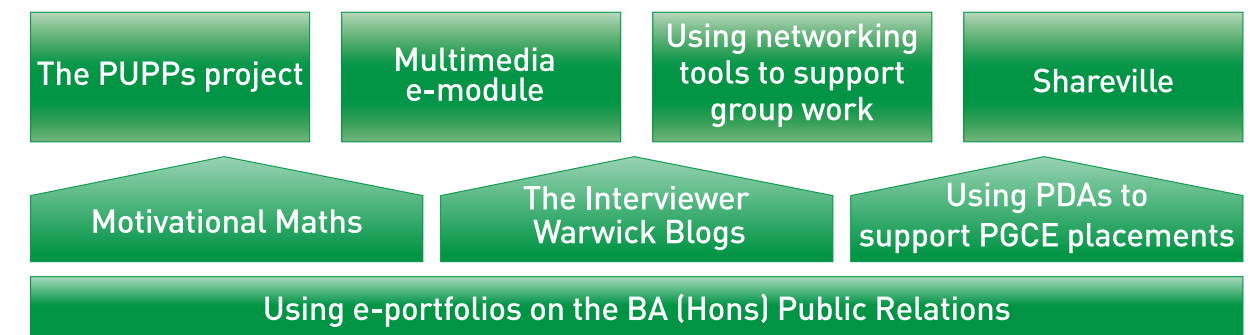 The PUPPs project
Multimedia
e-module
Using networking
tools to support
group work
Shareville
Motivational Maths
The Interviewer
Warwick Blogs
Using PDAs to
support PGCE placements
Using e-portfolios on the BA (Hons) Public Relations